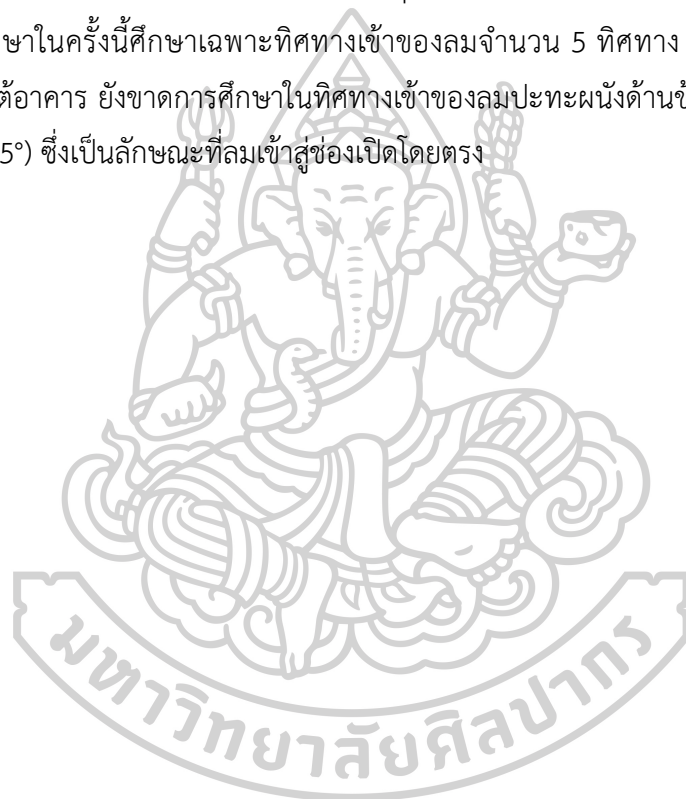 ษาในครั้งนี้ศึกษาเฉพาะทิศทางเข้าของลมจำนวน 5 ทิศทาง
ต้อาคาร ยังขาดการศึกษาในทิศทางเข้าของลมปะทะผนังด้านข้
5°) ซึ่งเป็นลักษณะที่ลมเข้าสู่ช่องเปิดโดยตรง
มหาวิทยาลัยศิลปากร